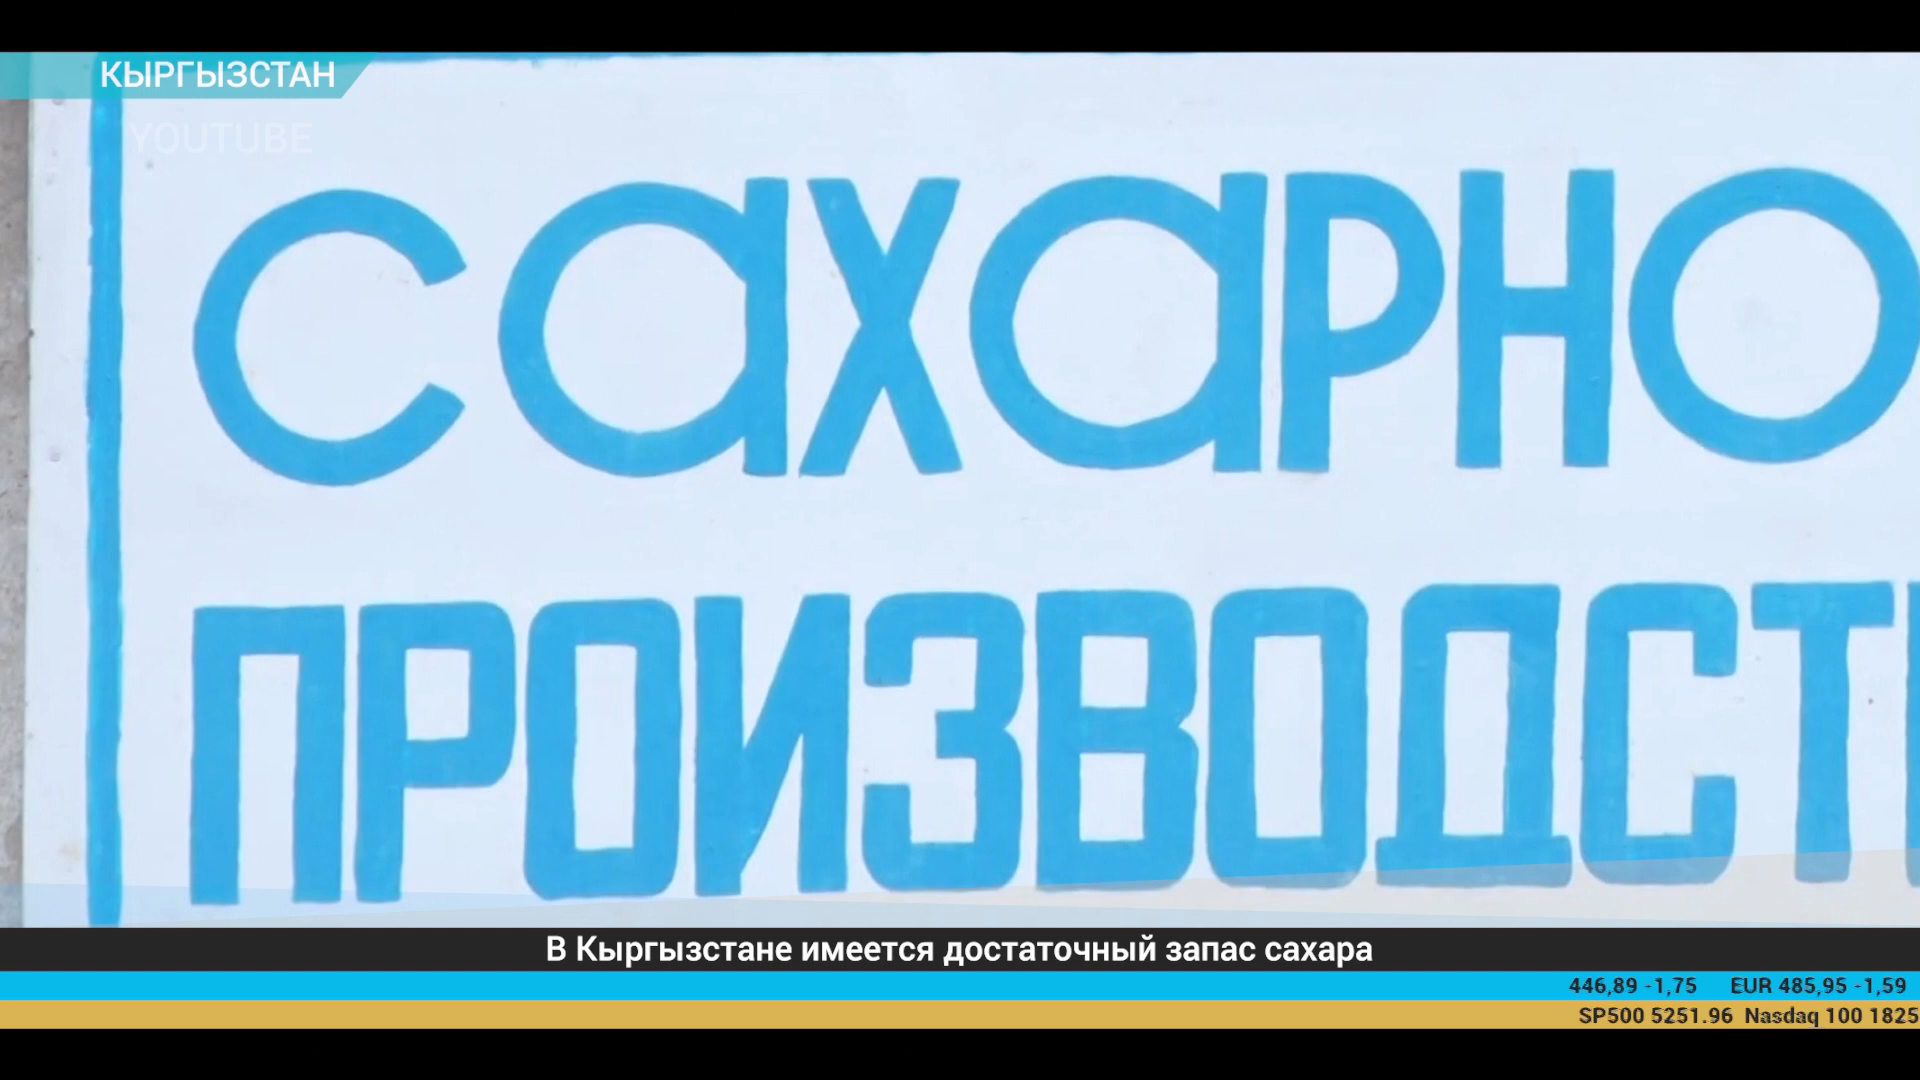 КЫРГЫЗСТАН
YOUTUBE
САХАРНО
ПРОИЗВОДСТ
В Кыргызстане имеется достаточный запас сахара
446,89 -1,75 EUR 485,95 -1,59
SP500 5251.96 Nasdaq 100 1825